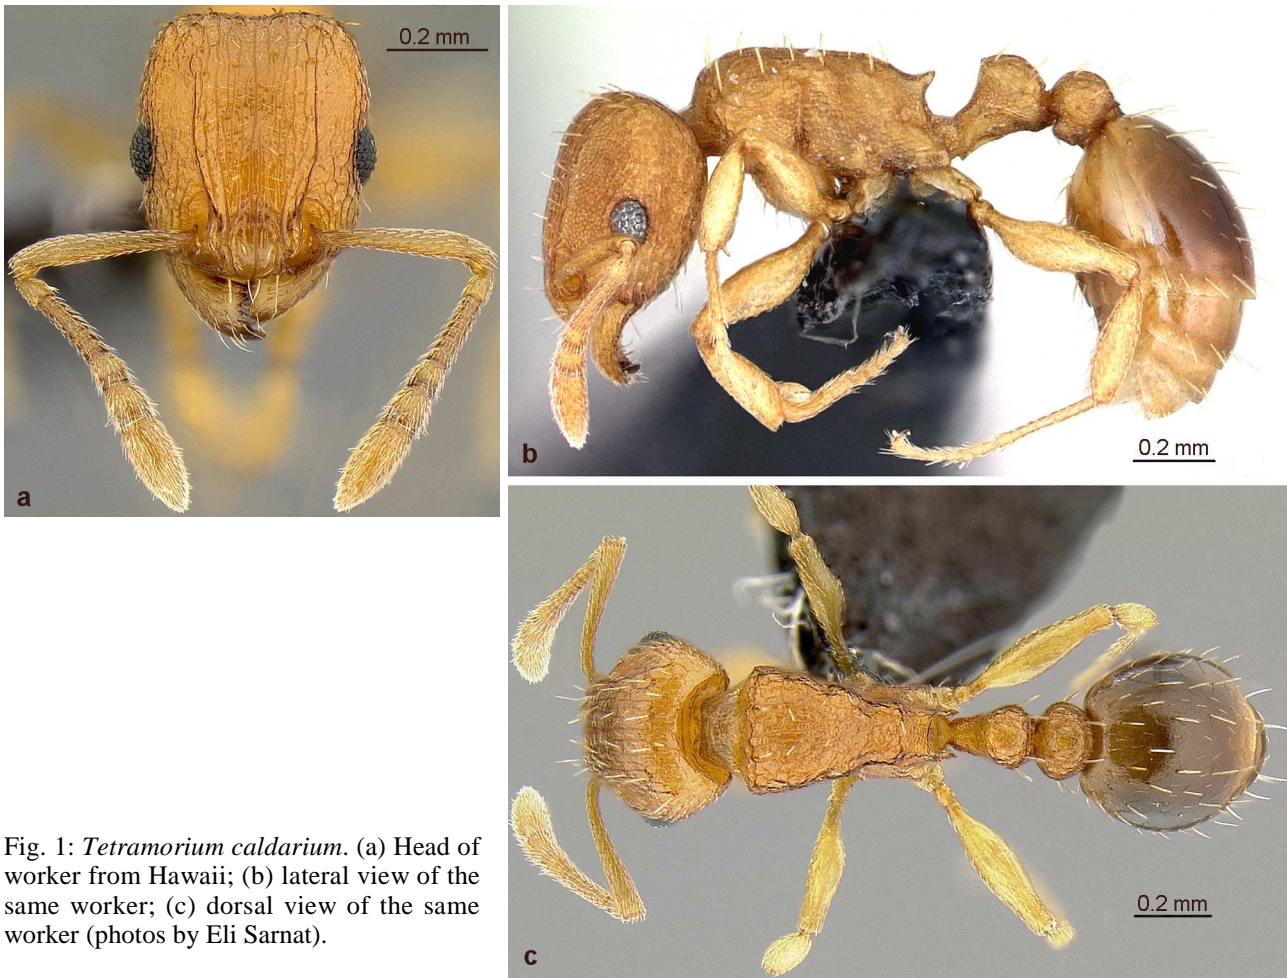 0.2 mm
a
b
0.2 mm
0.2 mm
c
Fig. 1: Tetramorium caldarium. (a) Head of
worker from Hawaii; (b) lateral view of the
same worker; (c) dorsal view of the same
worker (photos by Eli Sarnat).